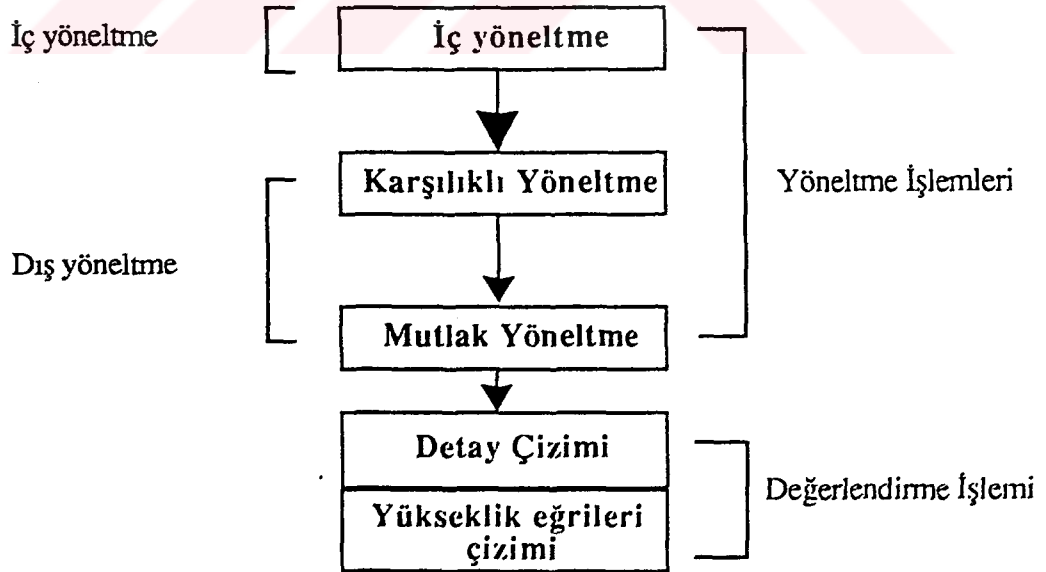 İç yöneltme
İç yöneltme
Karşılıklı Yöneltme
Yöneltme İşlemleri
Dış yöneltme
Mutlak Yöneltme
Detay Çizimi
Değerlendirme İşlemi
Yükseklik eğrileri
çizimi